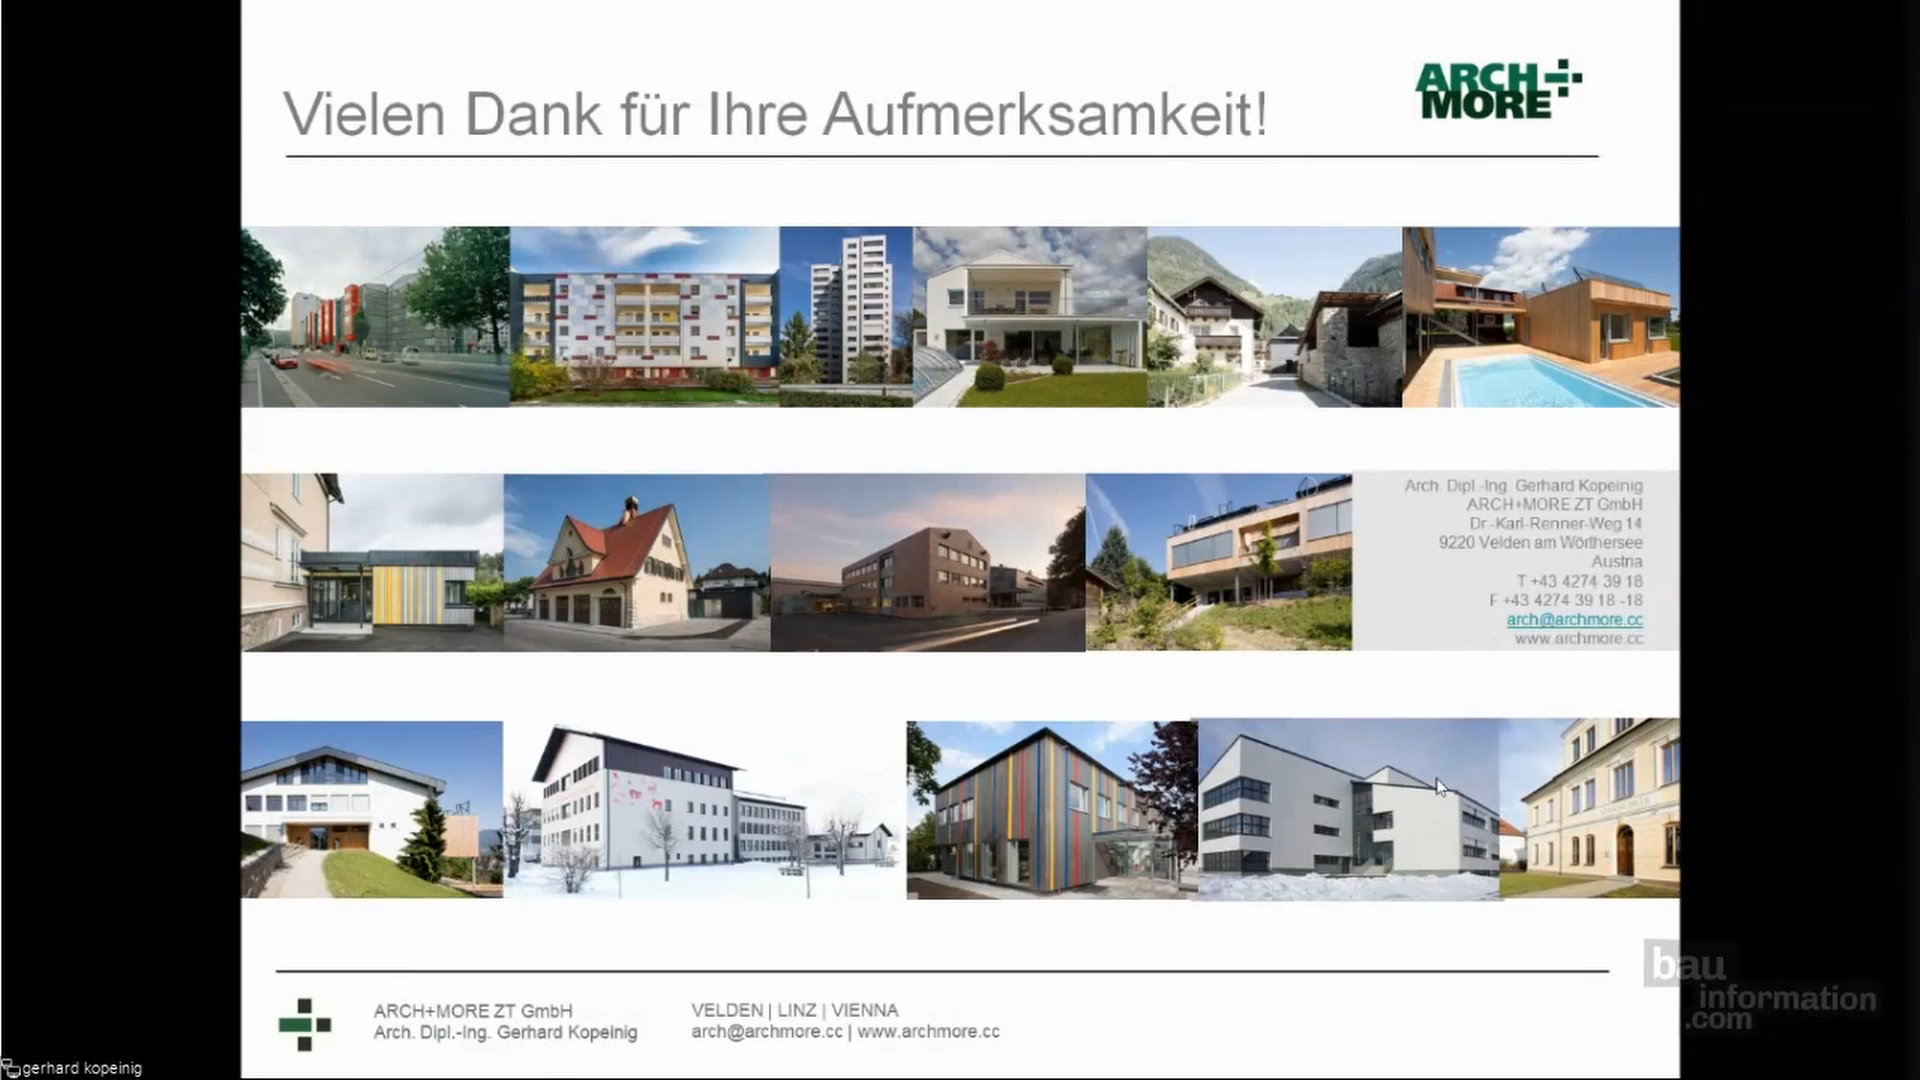 Vielen Dank für Ihre Aufmerksamkeit!
ARCH
MORE
Arch. Dipl.-Ing. Gerhard Kopeinig
ARCH+MORE ZT GmbH
Dr.-Karl-Renner-Weg 14
9220 Velden am Wörthersee
Austria
T +43 4274 39 18
F +43 4274 39 18 -18
arch@archmore.cc
www.archmore.cc
ARCH+MORE ZT GmbH
Arch. Dipl.-Ing. Gerhard Kopeinig
VELDEN | LINZ | VIENNA
arch@archmore.cc | www.archmore.cc
bau
information
.com
gerhard kopeinig